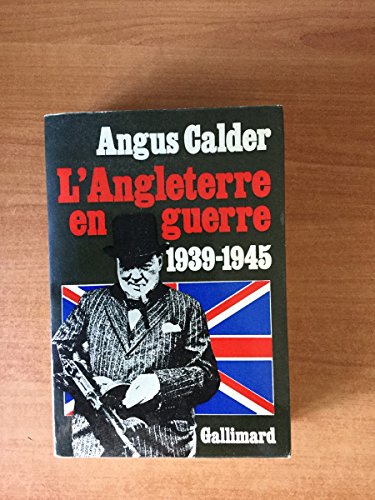 Angus Calder
L'Angleterre
en guerre
1939-1945
Gallimard